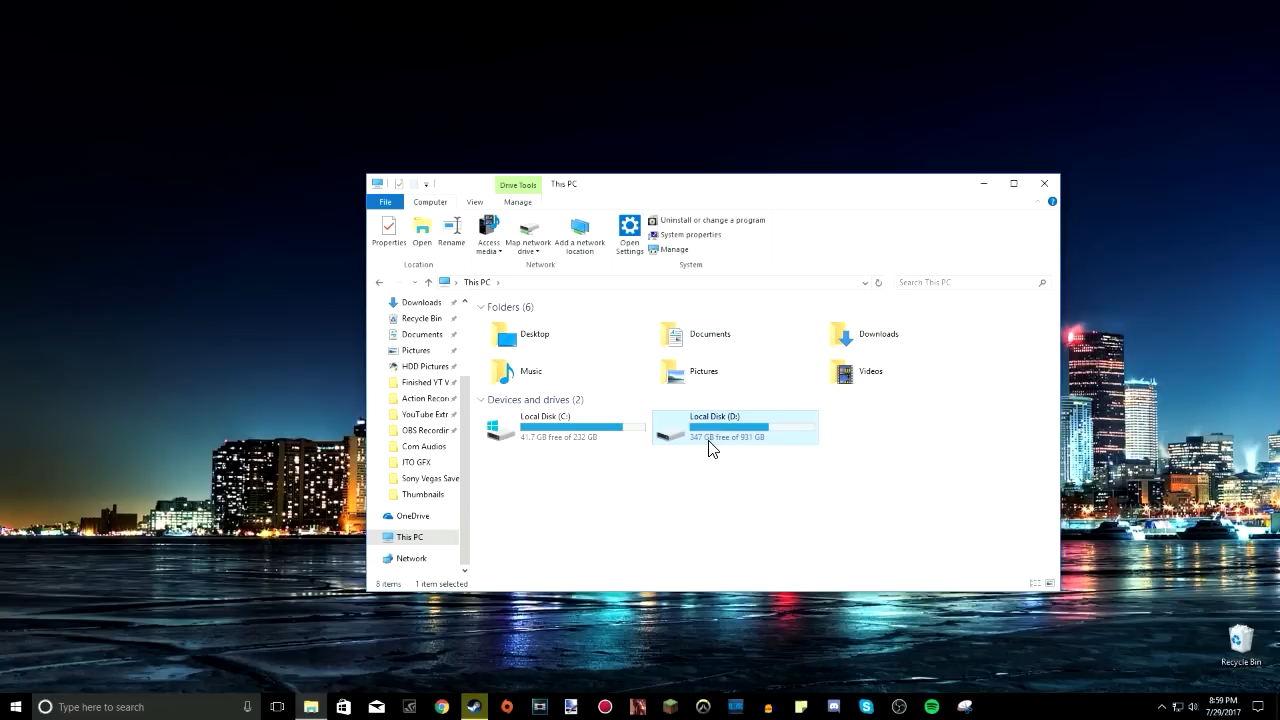 Drive Tools This PC
File Computer View Manage
Properties Open Rename Access media Map network drive Add a network location Open Settings
Uninstall or change a program
System properties
Manage
Location Network System
This PC Search This PC
Downloads
Recycle Bin
Documents
Pictures
HDD Pictures
Finished YT V
Action Recor
YouTube Extr
OBS Recordin
Com Audios
JTO GFX
Sony Vegas Save
Thumbnails
OneDrive
This PC
Network
Folders (6)
Desktop Documents Downloads
Music Pictures Videos
Devices and drives (2)
Local Disk (C:)
41.7 GB free of 232 GB
Local Disk (D:)
347 GB free of 931 GB
8 items 1 item selected
Recycle Bin
Type here to search
8:59 PM
7/29/2017